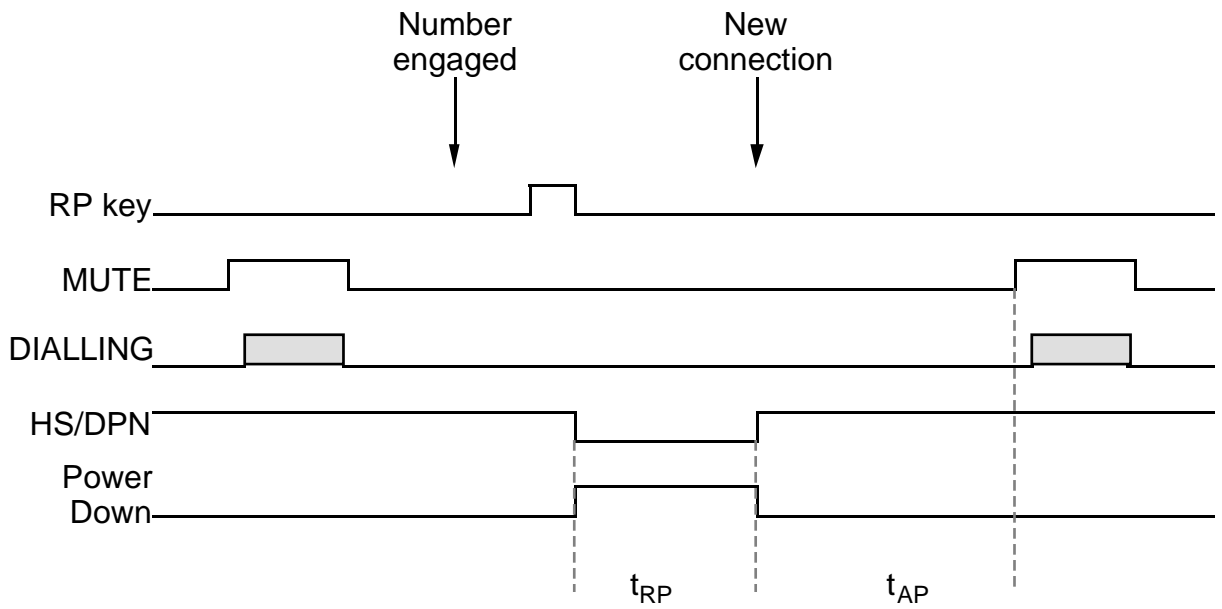 Number
engaged
New
connection
RP key
MUTE
DIALLING
HS/DPN
Power
Down
tRP
tAP